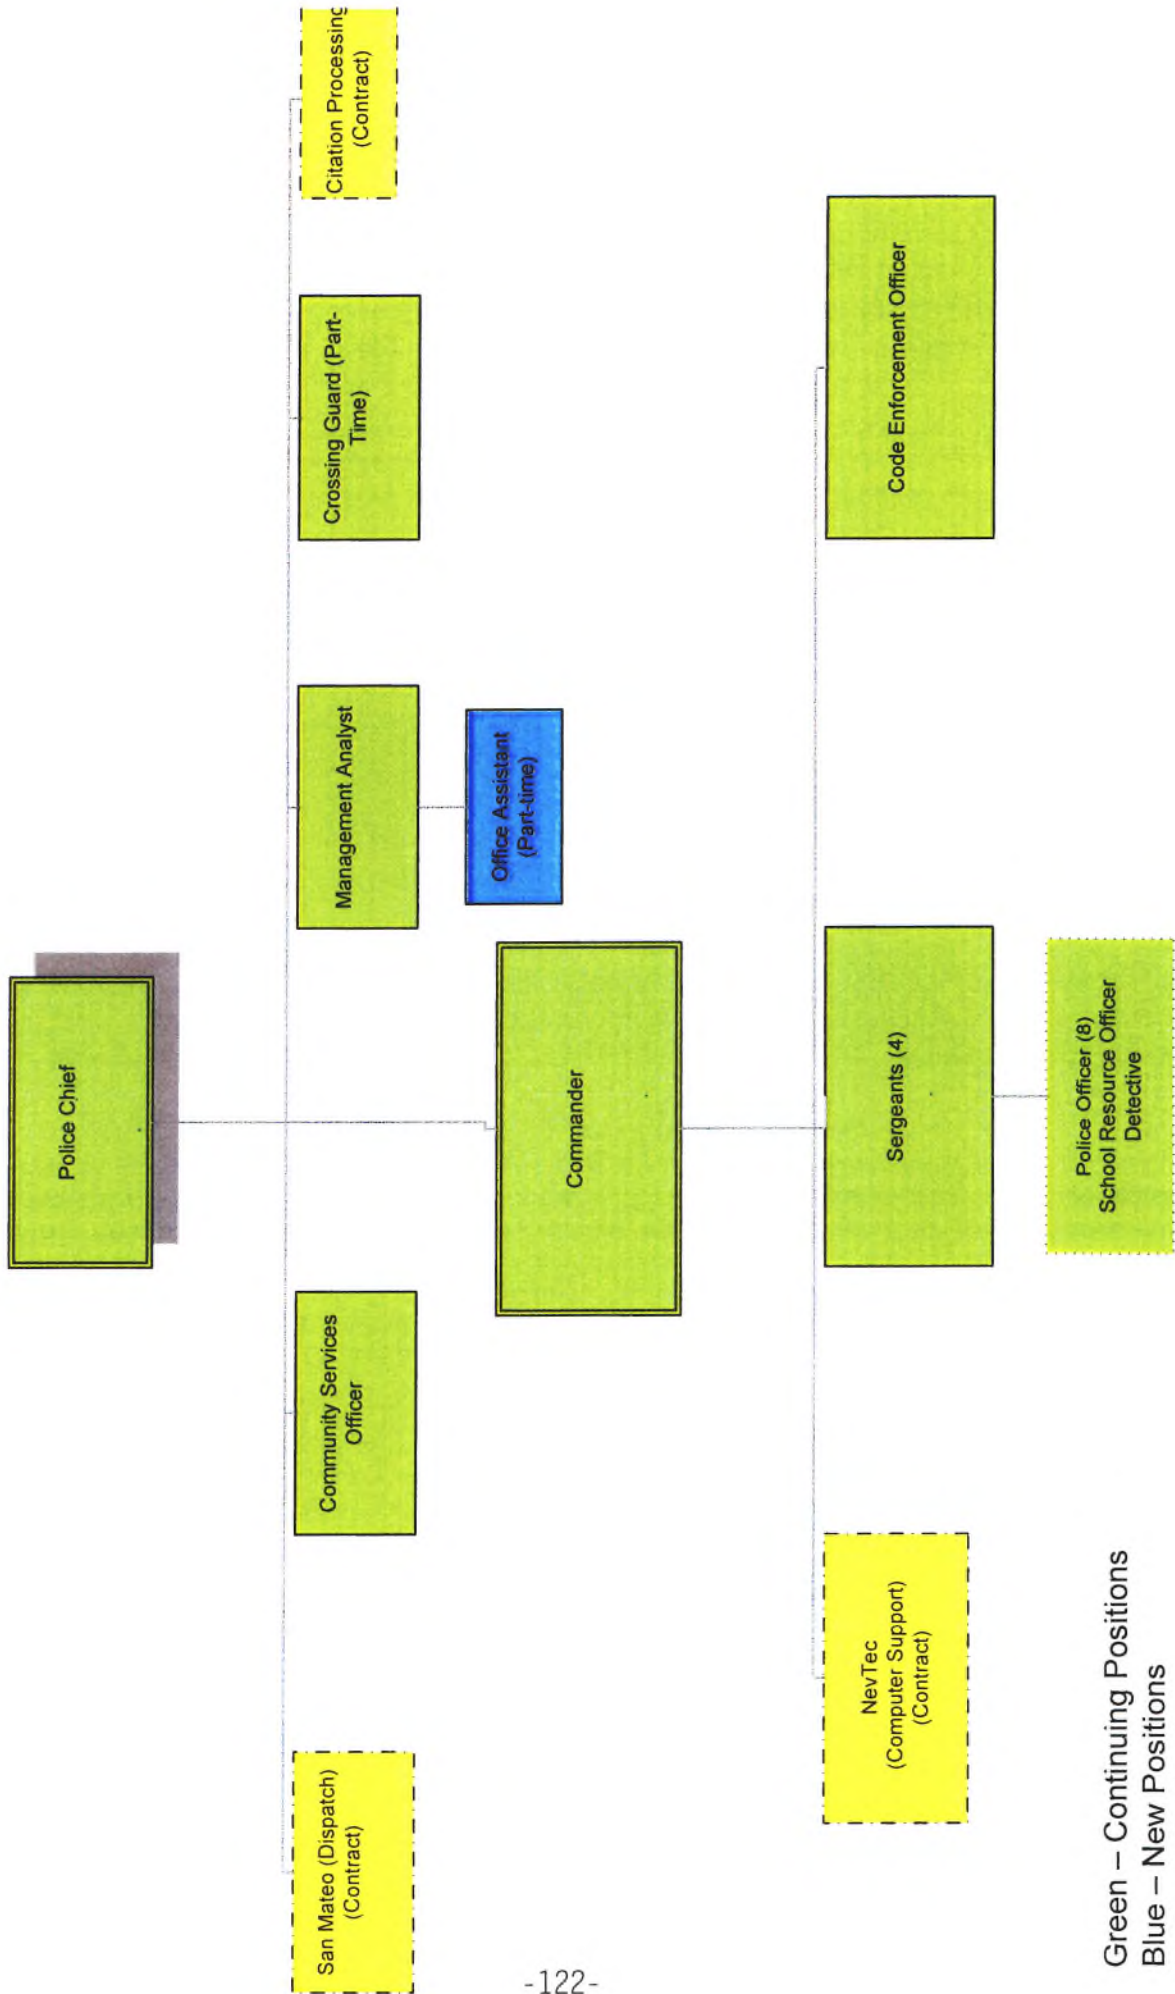 Police Chief
San Mateo (Dispatch)
(Contract)
Community Services
Officer
Management Analyst
Crossing Guard (Part-
Time)
Citation Processing
(Contract)
Office Assistant
(Part-time)
Commander
NevTec
(Computer Support)
(Contract)
Sergeants (4)
Code Enforcement Officer
Police Officer (8)
School Resource Officer
Detective
Green – Continuing Positions
Blue – New Positions
-122-